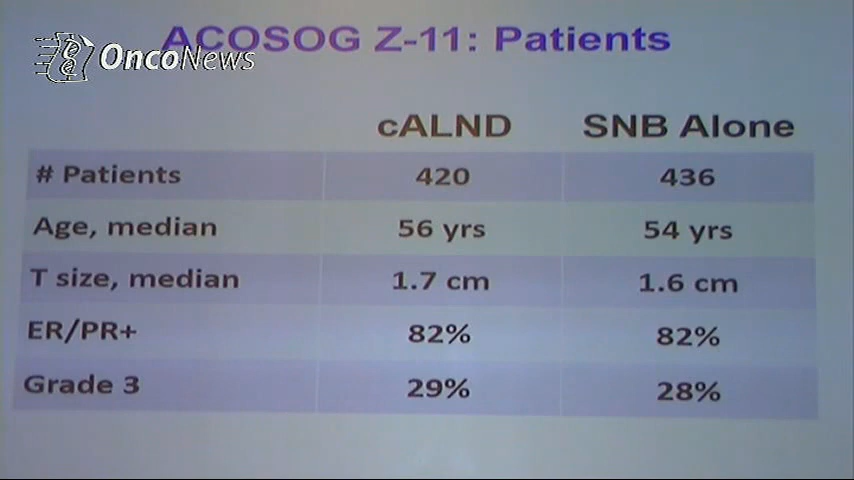 ACOSOG Z-11: Patients
OncoNews
cALND SNB Alone
# Patients 420 436
Age, median 56 yrs 54 yrs
T size, median 1.7 cm 1.6 cm
ER/PR+ 82% 82%
Grade 3 29% 28%